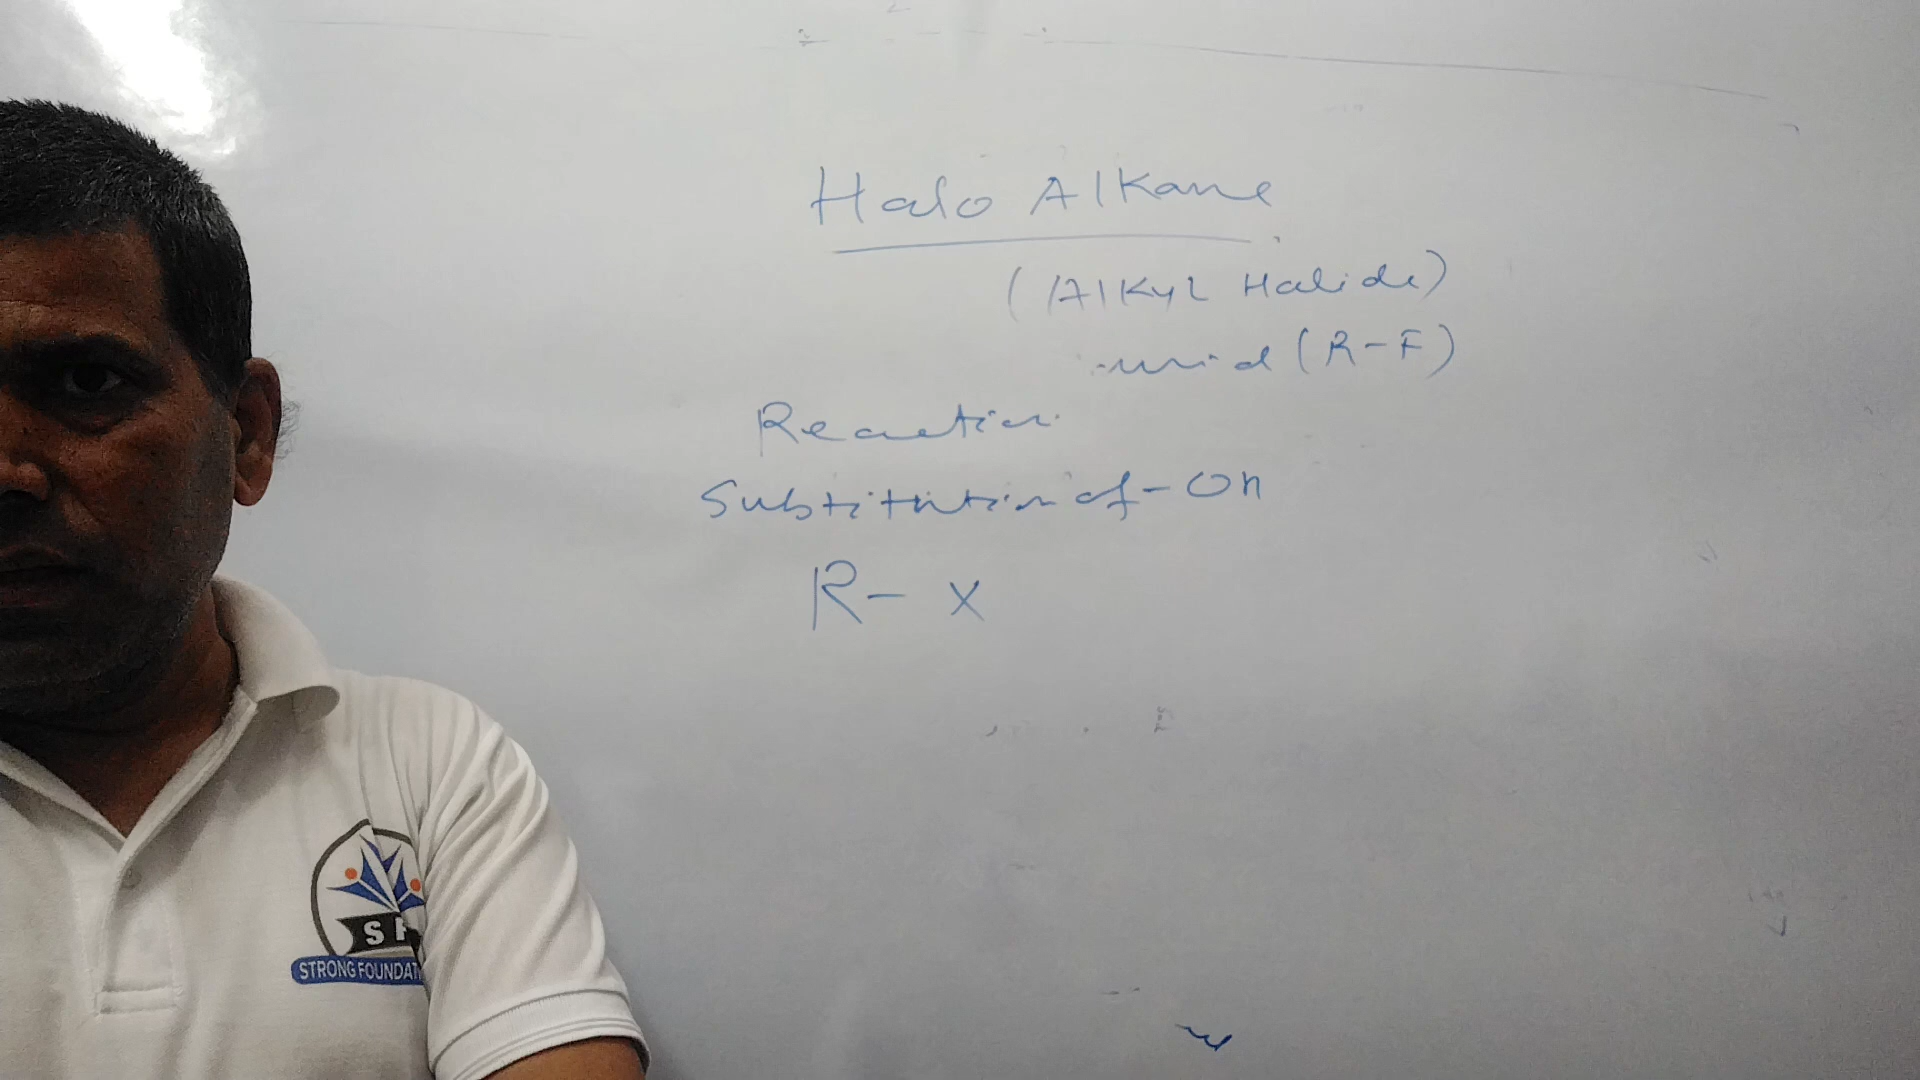 Halo Alkane
(Alkyl Halide)
(R-F)
Reaction
Substitution of - OH
R - X
S F
STRONG FOUNDAT